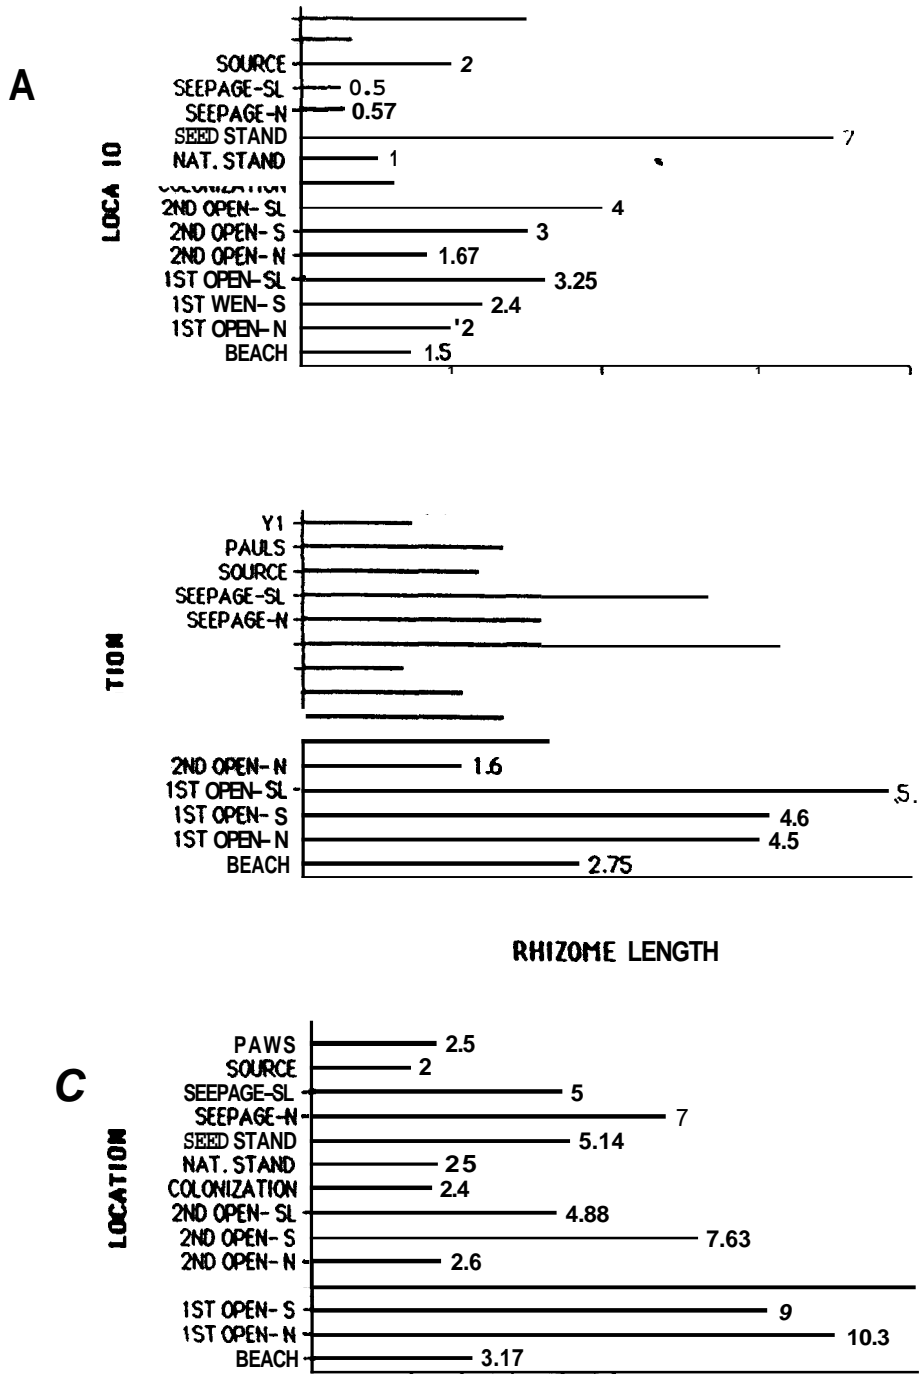 A
LOCA IO
SOURCE 2
SEEPAGE-SL 0.5
SEEPAGE-N 0.57
SEED STAND 7
NAT. STAND 1
COLONIZATION
2ND OPEN-SL 4
2ND OPEN-S 3
2ND OPEN-N 1.67
1ST OPEN-SL 3.25
1ST WEN-S 2.4
1ST OPEN-N '2
BEACH 1.5
TION
Y1
PAULS
SOURCE
SEEPAGE-SL
SEEPAGE-N
2ND OPEN-N 1.6
1ST OPEN-SL 5.
1ST OPEN-S 4.6
1ST OPEN-N 4.5
BEACH 2.75
RHIZOME LENGTH
C
LOCATION
PAWS 2.5
SOURCE 2
SEEPAGE-SL 5
SEEPAGE-N 7
SEED STAND 5.14
NAT. STAND 25
COLONIZATION 2.4
2ND OPEN-SL 4.88
2ND OPEN-S 7.63
2ND OPEN-N 2.6
1ST OPEN-S 9
1ST OPEN-N 10.3
BEACH 3.17